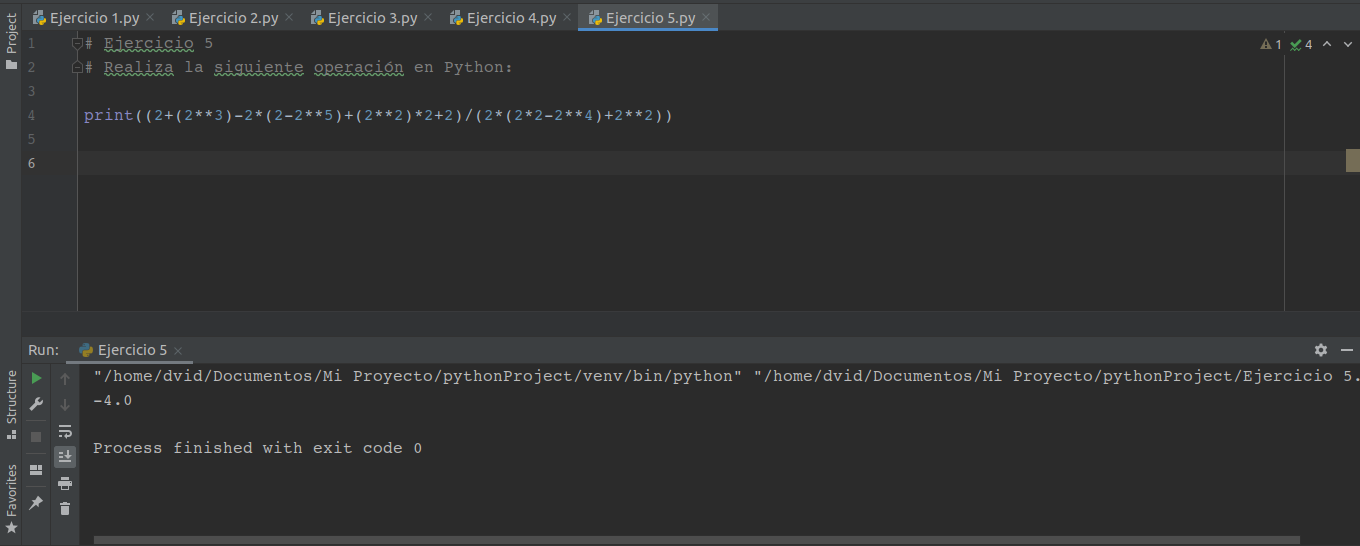 Project
Ejercicio 1.py
Ejercicio 2.py
Ejercicio 3.py
Ejercicio 4.py
Ejercicio 5.py
1 # Ejercicio 5
1 4
2 # Realiza la siguiente operación en Python:
3
4 print((2+(2**3)-2*(2-2**5)+(2**2)*2+2)/(2*(2*2-2**4)+2**2))
5
6
Run: Ejercicio 5
"/home/dvid/Documentos/Mi Proyecto/pythonProject/venv/bin/python" "/home/dvid/Documentos/Mi Proyecto/pythonProject/Ejercicio 5.
-4.0
Process finished with exit code 0
Structure
Favorites